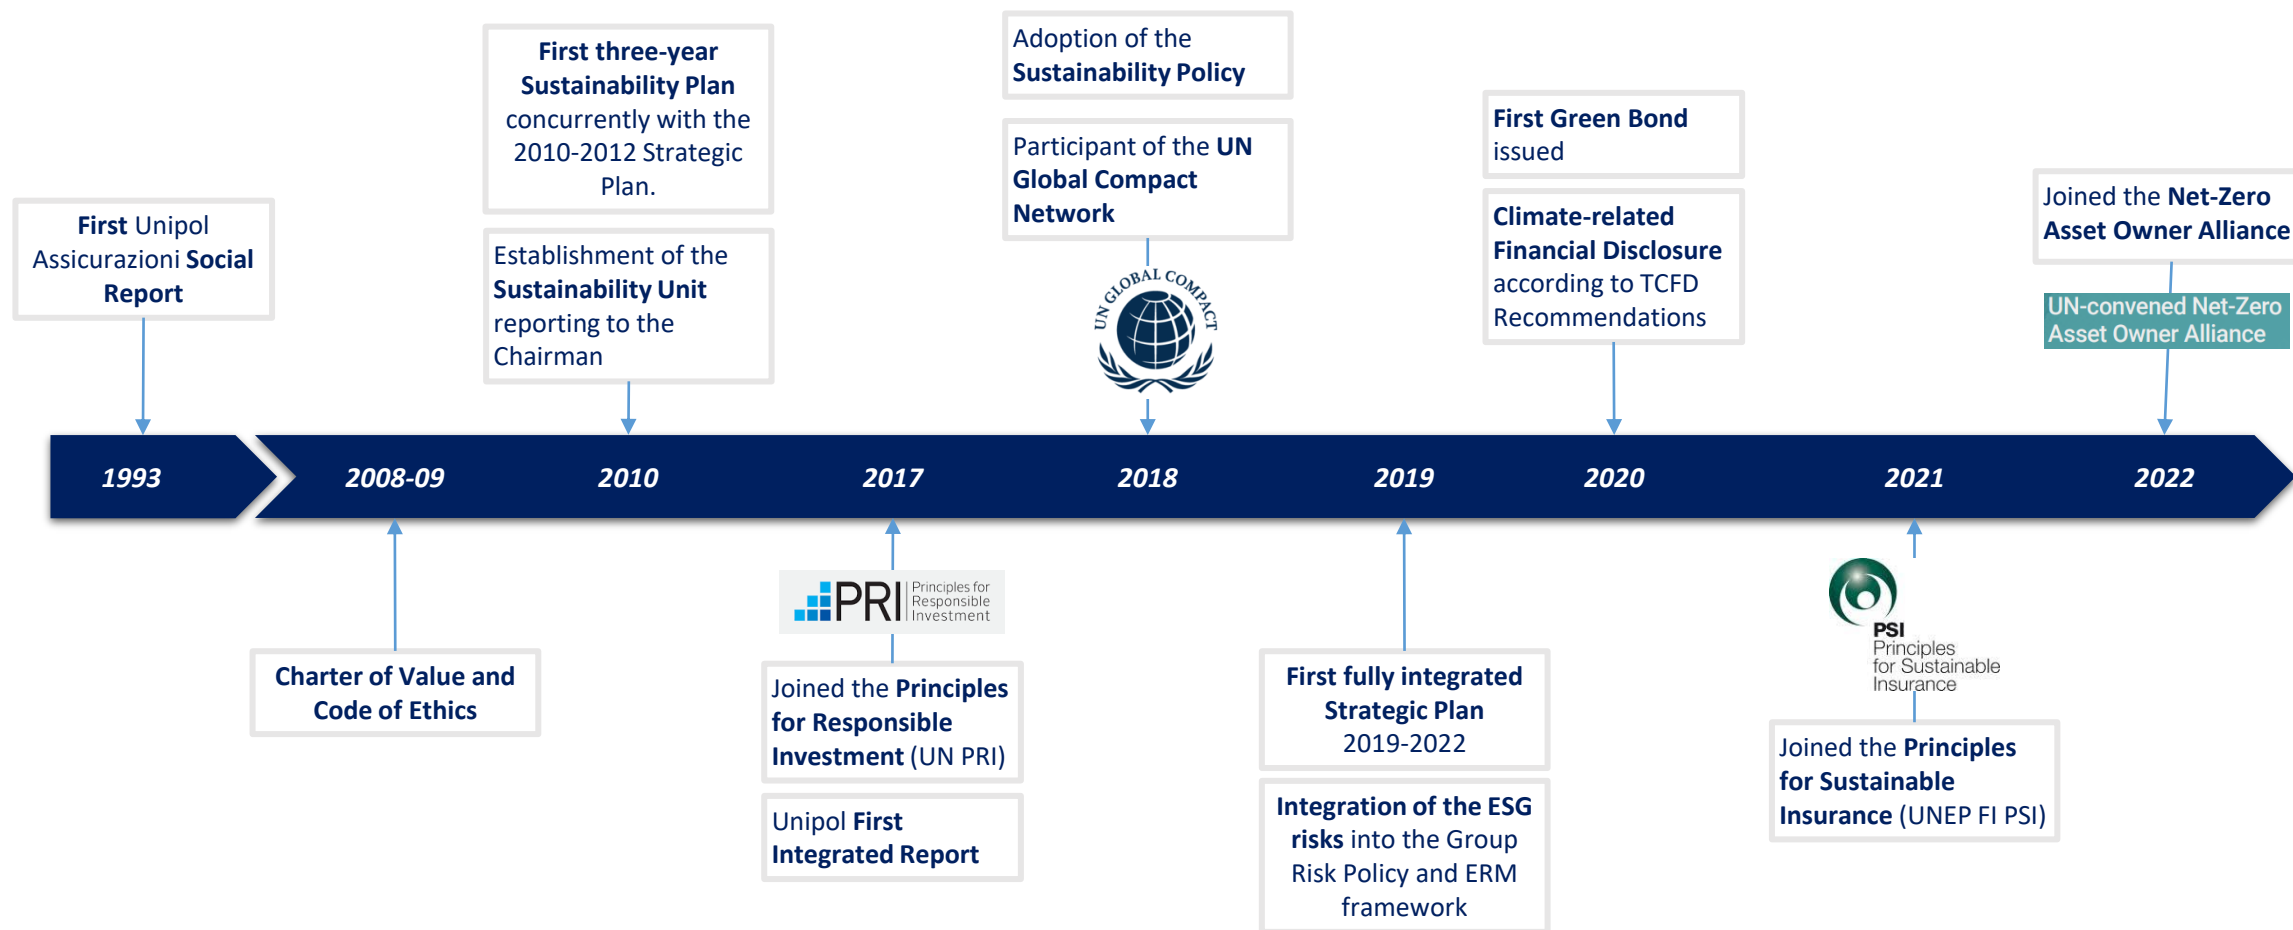 First Unipol
Assicurazioni Social
Report
First three-year
Sustainability Plan
concurrently with the
2010-2012 Strategic
Plan.
Establishment of the
Sustainability Unit
reporting to the
Chairman
Adoption of the
Sustainability Policy
Participant of the UN
Global Compact
Network
UN GLOBAL COMPACT
First Green Bond
issued
Climate-related
Financial Disclosure
according to TCFD
Recommendations
Joined the Net-Zero
Asset Owner Alliance
UN-convened Net-Zero
Asset Owner Alliance
1993
2008-09
2010
2017
2018
2019
2020
2021
2022
Charter of Value and
Code of Ethics
PRI
Principles for
Responsible
Investment
Joined the Principles
for Responsible
Investment (UN PRI)
Unipol First
Integrated Report
First fully integrated
Strategic Plan
2019-2022
Integration of the ESG
risks into the Group
Risk Policy and ERM
framework
PSI
Principles
for Sustainable
Insurance
Joined the Principles
for Sustainable
Insurance (UNEP FI PSI)